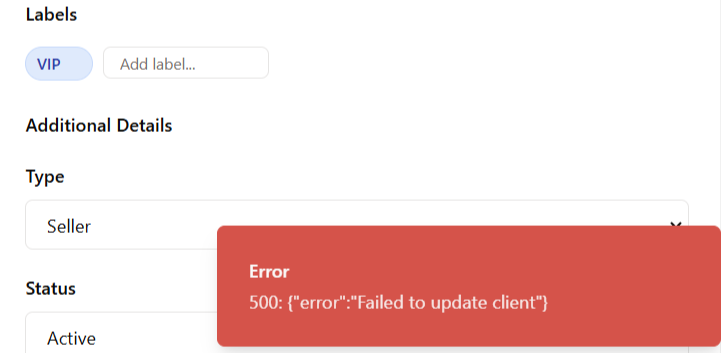 Labels
VIP
Add label...
Additional Details
Type
Seller
Error
500: {"error":"Failed to update client"}
Status
Active